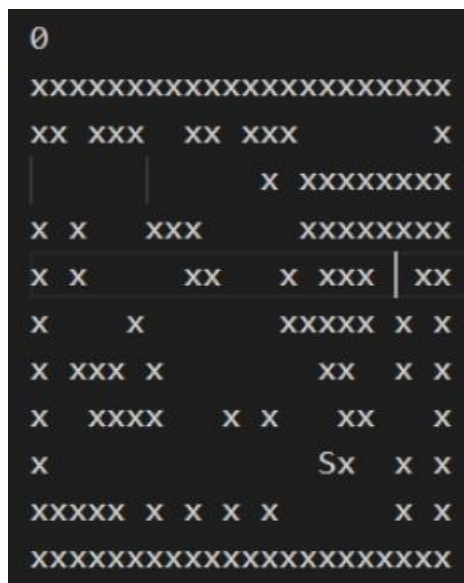 0
xxxxxxxxxxxxxxxxxxxxxx
xx xxx  xx xxx       x
            x xxxxxxxx
x x   xxx     xxxxxxxx
x x     xx   x xxx  xx
x    x       xxxxx x x
x xxx x        xx  x x
x  xxxx   x x   xx   x
x              Sx  x x
xxxxx x x x x      x x
xxxxxxxxxxxxxxxxxxxxxx